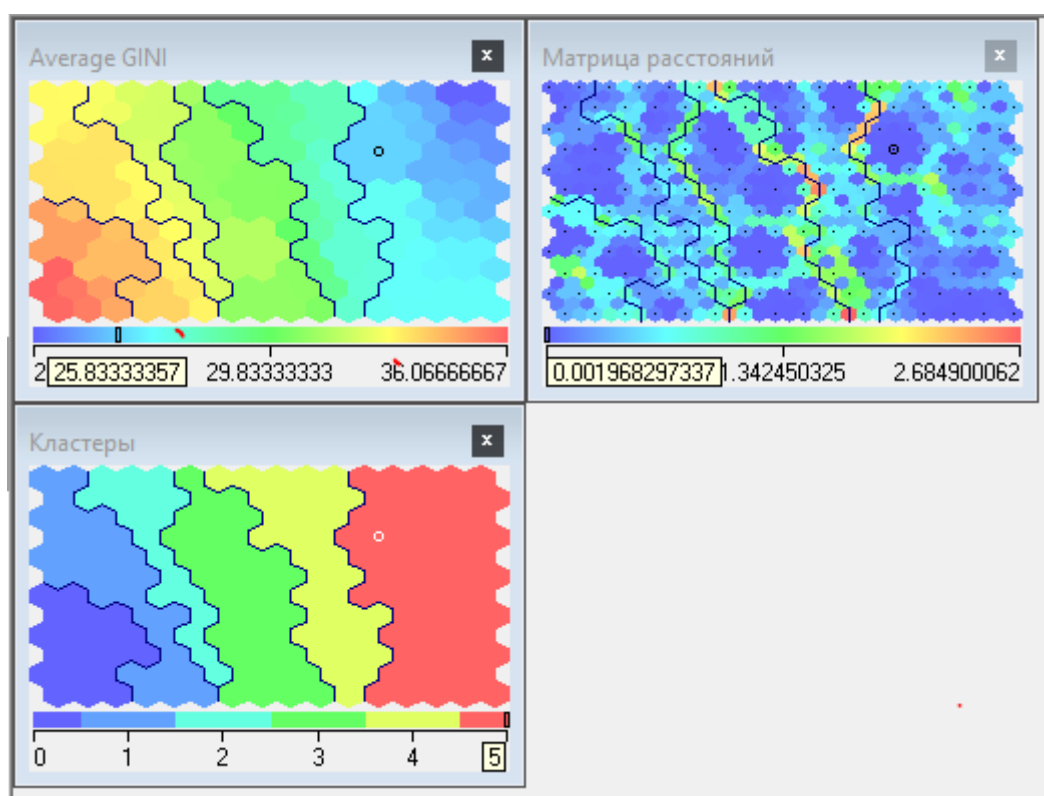 Average GINI
x
Матрица расстояний
x
2 25.83333357 29.83333333 36.06666667
0.001968297337 1.342450325 2.684900062
Кластеры
x
0 1 2 3 4 5